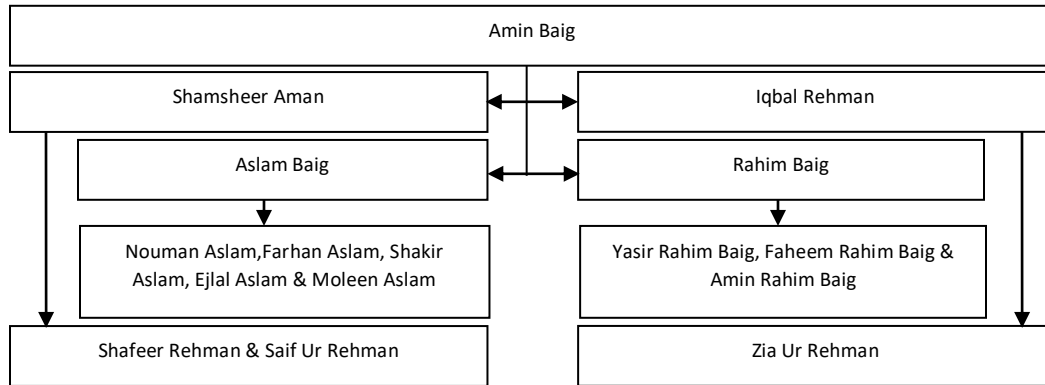 Amin Baig
Shamsheer Aman
Iqbal Rehman
Aslam Baig
Rahim Baig
Nouman Aslam,Farhan Aslam, Shakir
Aslam, Ejlal Aslam & Moleen Aslam
Yasir Rahim Baig, Faheem Rahim Baig &
Amin Rahim Baig
Shafeer Rehman & Saif Ur Rehman
Zia Ur Rehman